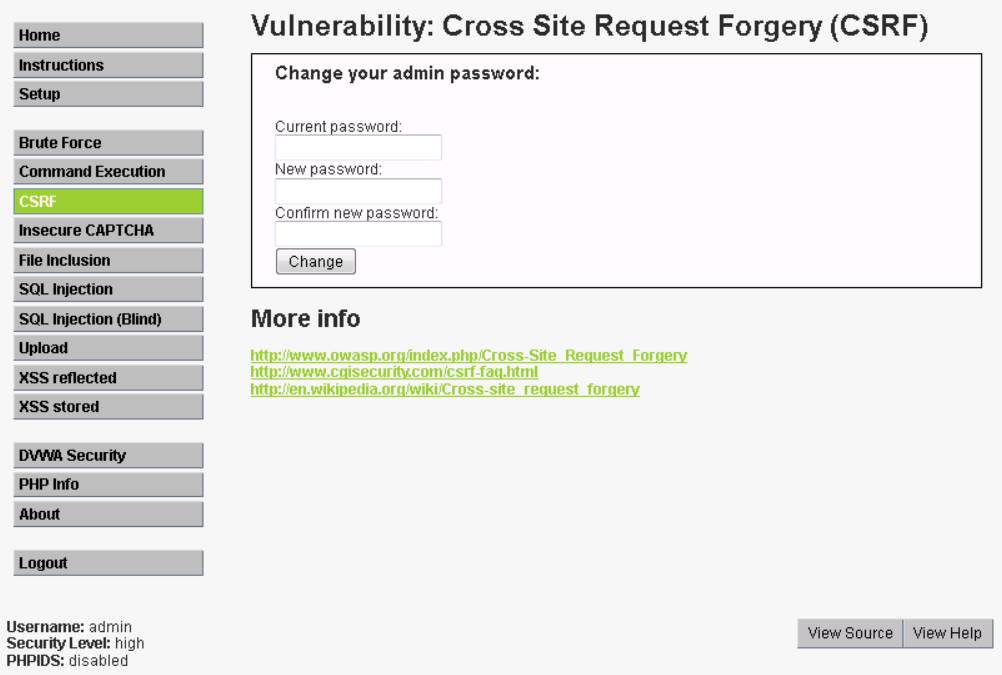 Home
Instructions
Setup
Brute Force
Command Execution
CSRF
Insecure CAPTCHA
File Inclusion
SQL Injection
SQL Injection (Blind)
Upload
XSS reflected
XSS stored
DVWA Security
PHP Info
About
Logout
Username: admin
Security Level: high
PHPIDS: disabled
Vulnerability: Cross Site Request Forgery (CSRF)
Change your admin password:
Current password:
New password:
Confirm new password:
Change
More info
http://www.owasp.org/index.php/Cross-Site_Request_Forgery
http://www.cgisecurity.com/csrf-faq.html
http://en.wikipedia.org/wiki/Cross-site_request_forgery
View Source
View Help